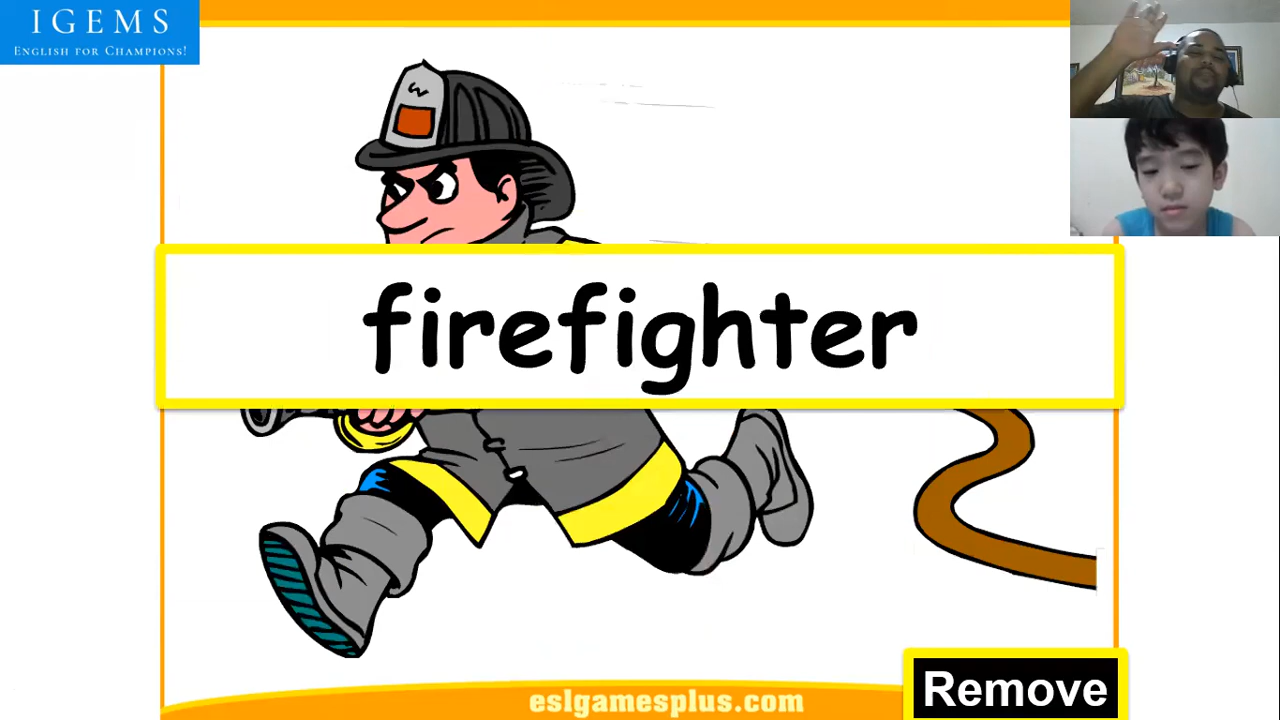 IGEMS
ENGLISH FOR CHAMPIONS!
W
firefighter
eslgamesplus.com
Remove